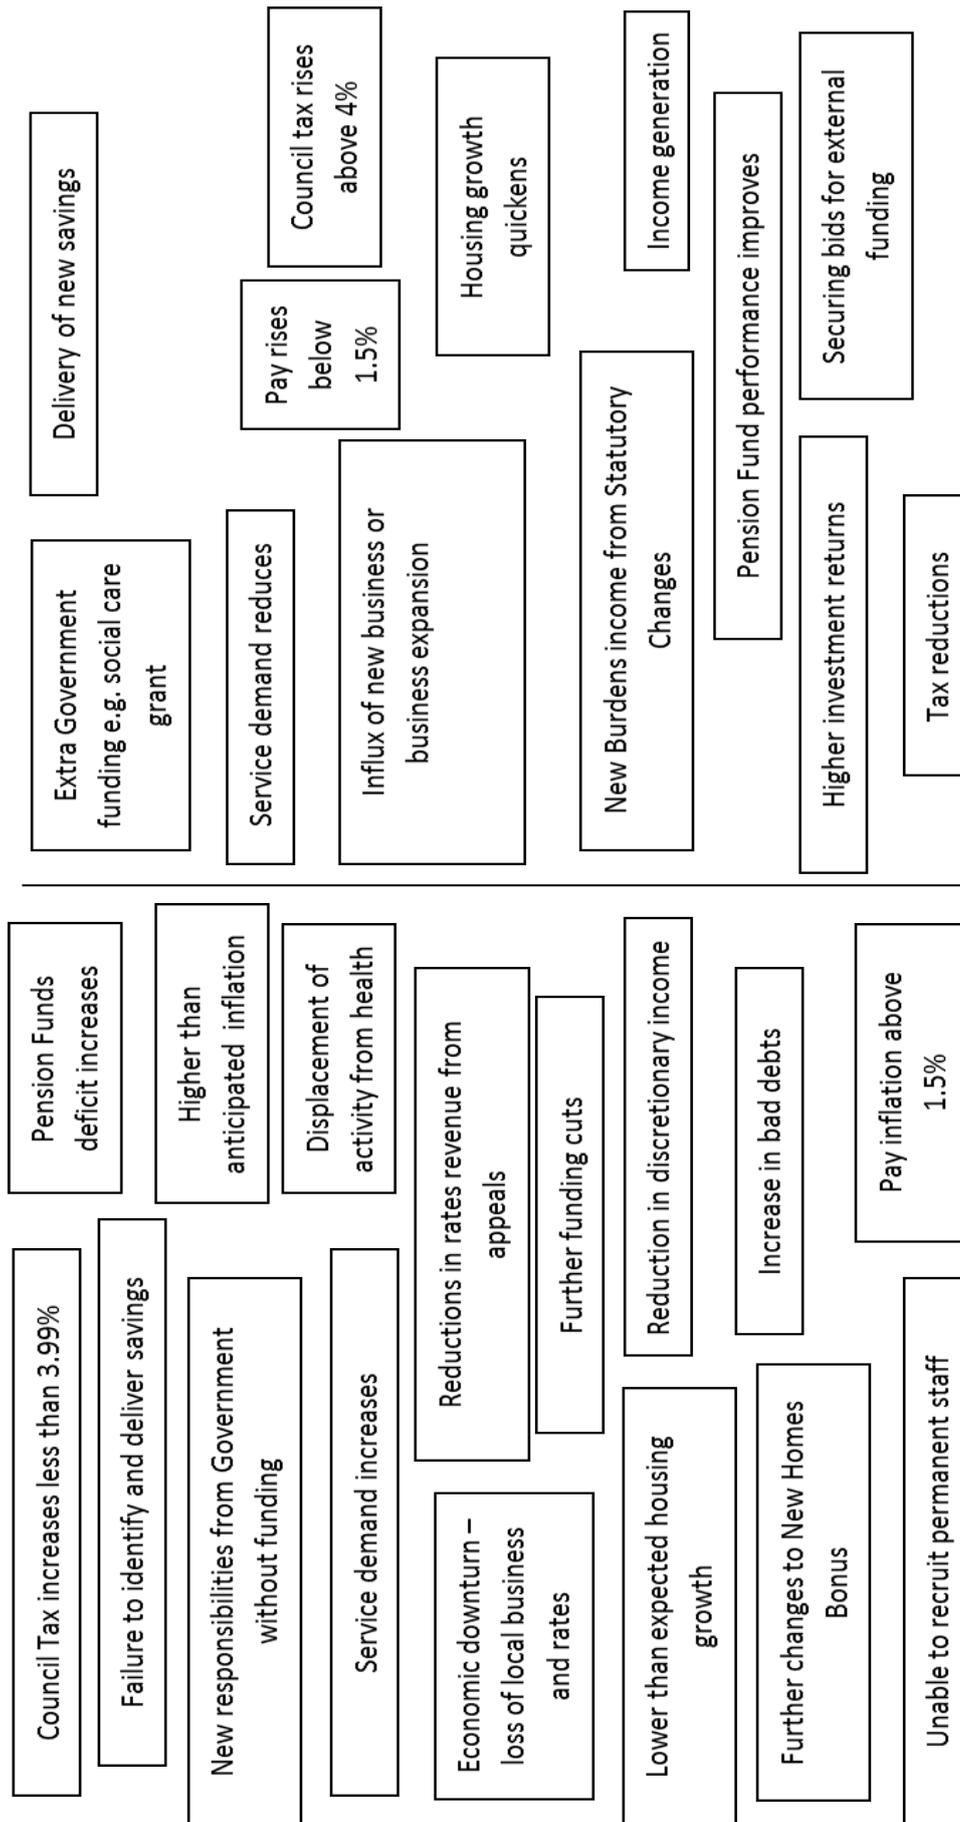 Council Tax increases less than 3.99%
Pension Funds
deficit increases
Failure to identify and deliver savings
Higher than
anticipated inflation
New responsibilities from Government
without funding
Displacement of
activity from health
Service demand increases
Reductions in rates revenue from
appeals
Economic downturn –
loss of local business
and rates
Further funding cuts
Lower than expected housing
growth
Reduction in discretionary income
Further changes to New Homes
Bonus
Increase in bad debts
Unable to recruit permanent staff
Pay inflation above
1.5%
Extra Government
funding e.g. social care
grant
Delivery of new savings
Service demand reduces
Pay rises
below
1.5%
Council tax rises
above 4%
Influx of new business or
business expansion
Housing growth
quickens
New Burdens income from Statutory
Changes
Income generation
Pension Fund performance improves
Higher investment returns
Securing bids for external
funding
Tax reductions